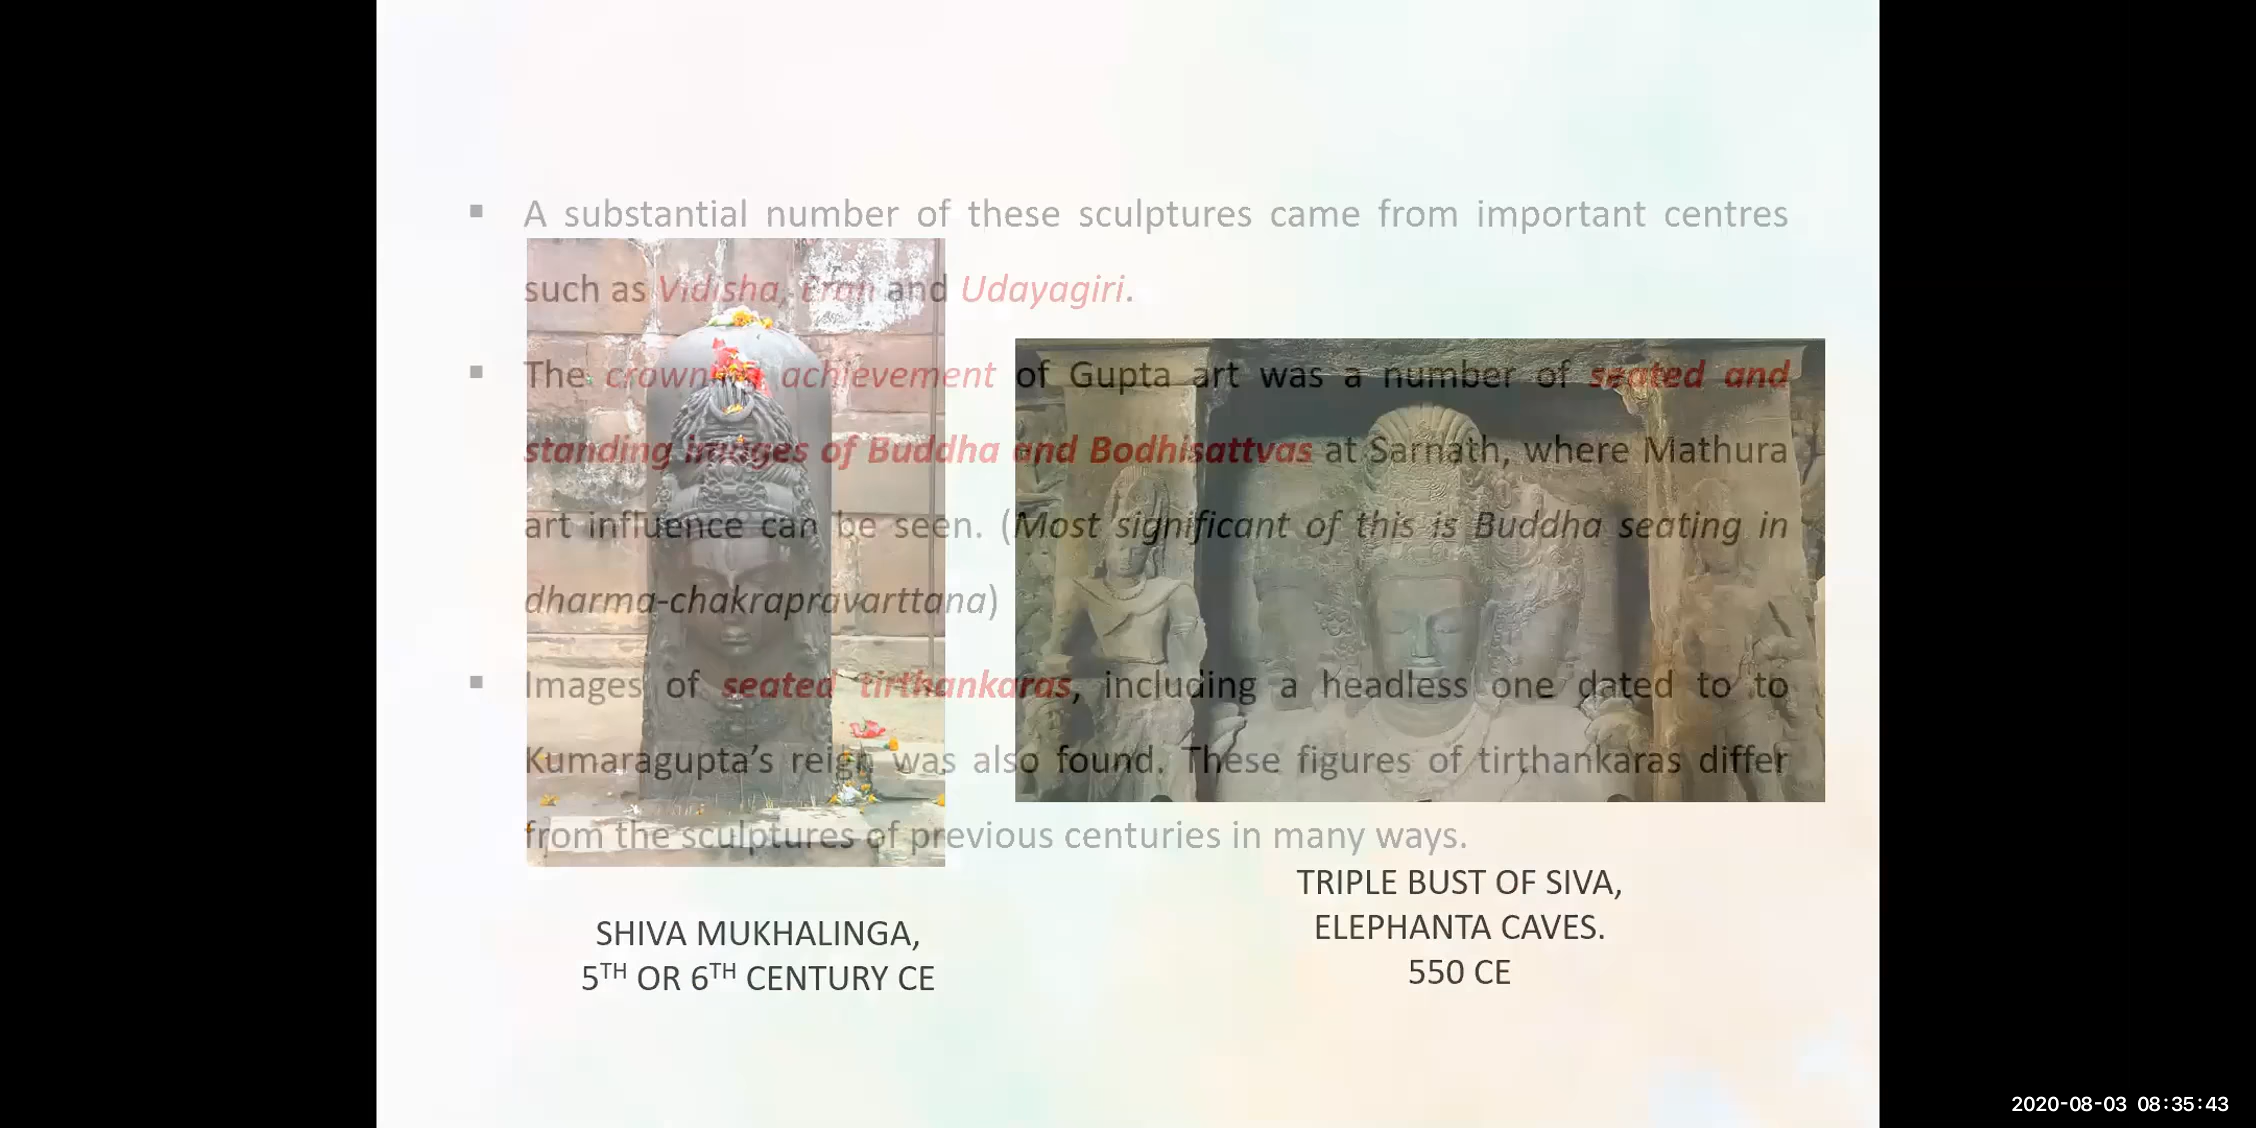 ▪ A substantial number of these sculptures came from important centres
such as Vidisha, Eran and Udayagiri.
▪ The crown achievement of Gupta art was a number of seated and
standing images of Buddha and Bodhisattvas at Sarnath, where Mathura
art influence can be seen. (Most significant of this is Buddha seating in
dharma-chakrapravarttana)
▪ Images of seated tirthankaras, including a headless one dated to to
Kumaragupta’s reign was also found. These figures of tirthankaras differ
from the sculptures of previous centuries in many ways.
SHIVA MUKHALINGA,
5TH OR 6TH CENTURY CE
TRIPLE BUST OF SIVA,
ELEPHANTA CAVES.
550 CE
2020-08-03 08:35:43